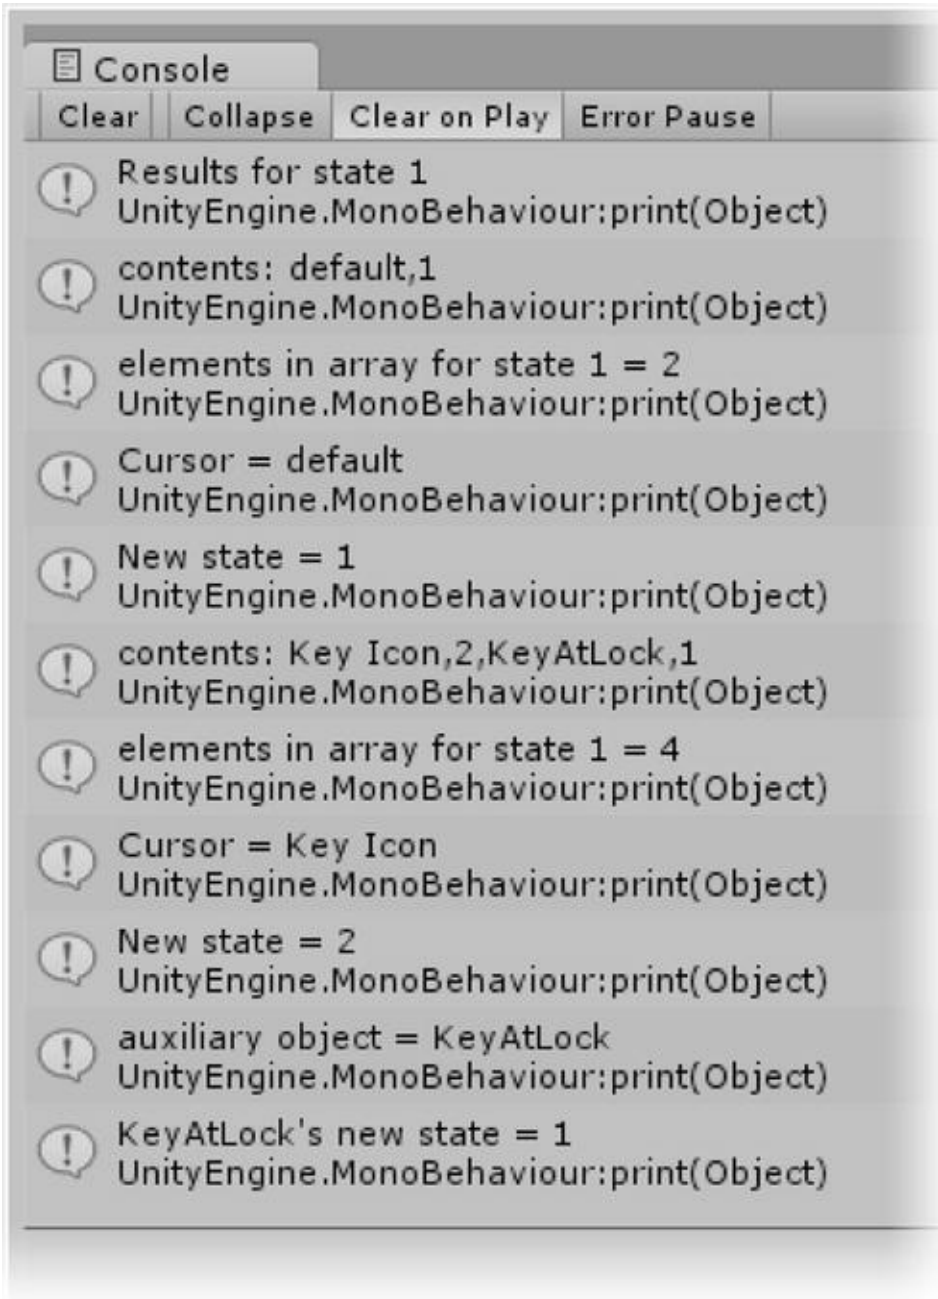 Console
Clear Collapse Clear on Play Error Pause
Results for state 1
UnityEngine.MonoBehaviour:print(Object)
contents: default,1
UnityEngine.MonoBehaviour:print(Object)
elements in array for state 1 = 2
UnityEngine.MonoBehaviour:print(Object)
Cursor = default
UnityEngine.MonoBehaviour:print(Object)
New state = 1
UnityEngine.MonoBehaviour:print(Object)
contents: Key Icon,2,KeyAtLock,1
UnityEngine.MonoBehaviour:print(Object)
elements in array for state 1 = 4
UnityEngine.MonoBehaviour:print(Object)
Cursor = Key Icon
UnityEngine.MonoBehaviour:print(Object)
New state = 2
UnityEngine.MonoBehaviour:print(Object)
auxiliary object = KeyAtLock
UnityEngine.MonoBehaviour:print(Object)
KeyAtLock's new state = 1
UnityEngine.MonoBehaviour:print(Object)